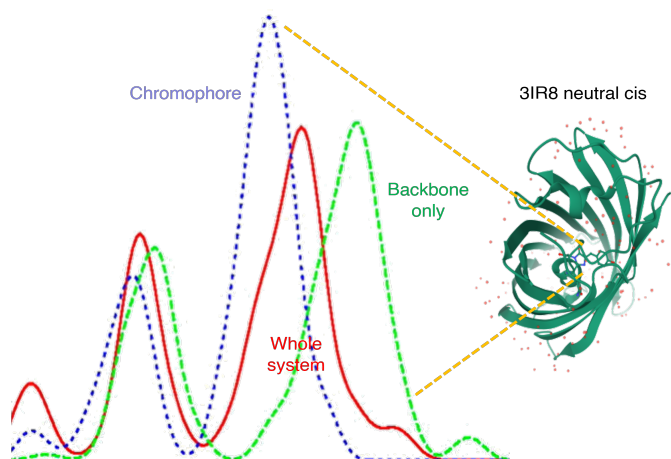 Chromophore
3IR8 neutral cis
Backbone
only
Whole
system